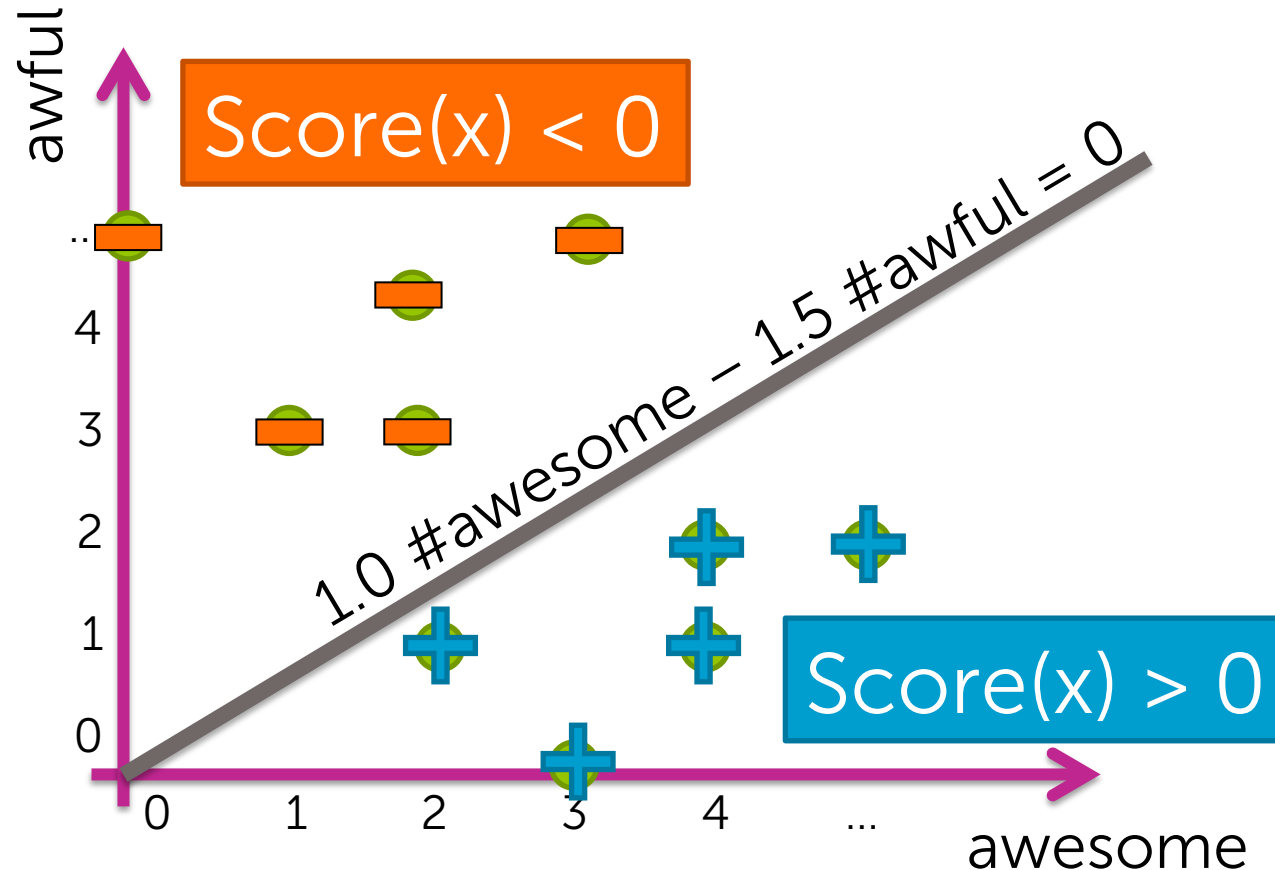 awful
Score(x) < 0
1.0 #awesome – 1.5 #awful = 0
..
4
3
2
1
0
Score(x) > 0
0 1 2 3 4 ...
awesome